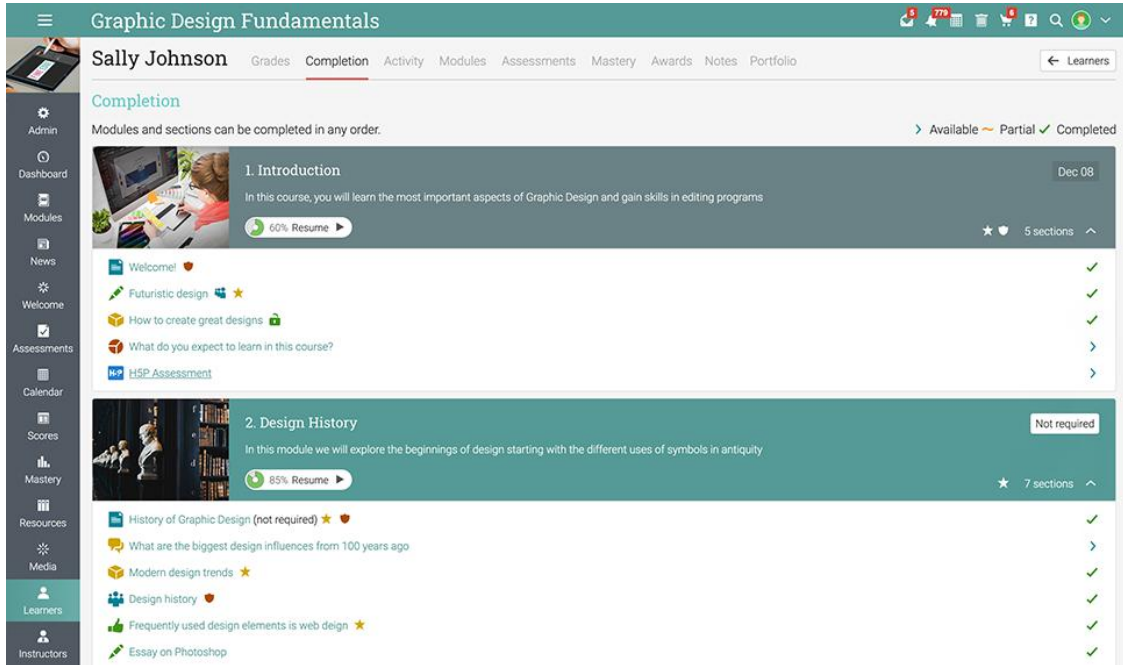 Graphic Design Fundamentals
5
779
6
Sally Johnson Grades Completion Activity Modules Assessments Mastery Awards Notes Portfolio ← Learners
Completion
Modules and sections can be completed in any order.
Available Partial Completed
1. Introduction
Dec 08
In this course, you will learn the most important aspects of Graphic Design and gain skills in editing programs
60% Resume
5 sections
Welcome!
Futuristic design
How to create great designs
What do you expect to learn in this course?
H5P H5P Assessment
2. Design History
Not required
In this module we will explore the beginnings of design starting with the different uses of symbols in antiquity
85% Resume
7 sections
History of Graphic Design (not required)
What are the biggest design influences from 100 years ago
Modern design trends
Design history
Frequently used design elements is web deign
Essay on Photoshop
Admin
Dashboard
Modules
News
Welcome
Assessments
Calendar
Scores
Mastery
Resources
Media
Learners
Instructors